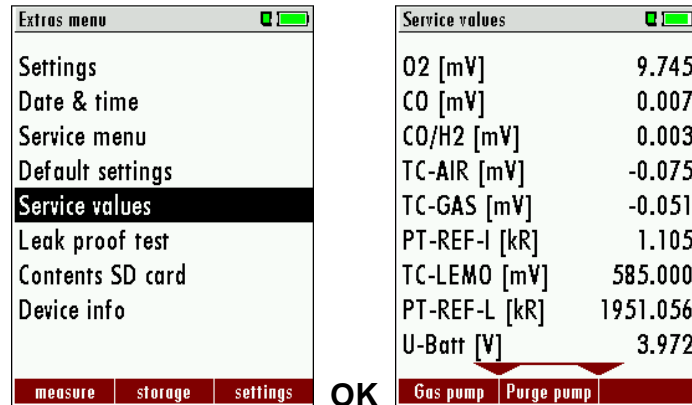 Extras menu
Settings
Date & time
Service menu
Default settings
Service values
Leak proof test
Contents SD card
Device info
measure storage settings
OK
Service values
O2 [mV] 9.745
CO [mV] 0.007
CO/H2 [mV] 0.003
TC-AIR [mV] -0.075
TC-GAS [mV] -0.051
PT-REF-I [kR] 1.105
TC-LEMO [mV] 585.000
PT-REF-L [kR] 1951.056
U-Batt [V] 3.972
Gas pump Purge pump